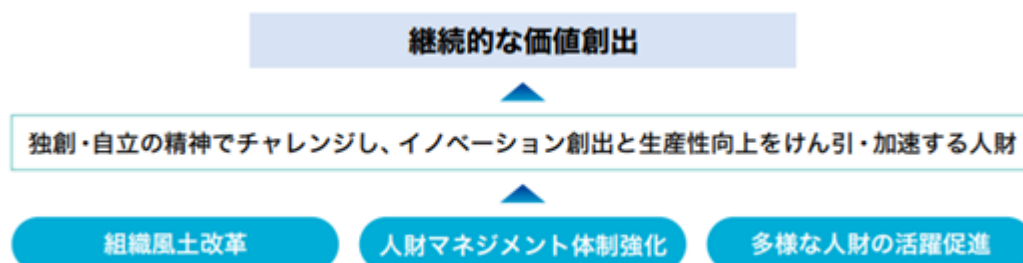 継続的な価値創出
独創・自立の精神でチャレンジし、イノベーション創出と生産性向上をけん引・加速する人財
組織風土改革
人財マネジメント体制強化
多様な人財の活躍促進